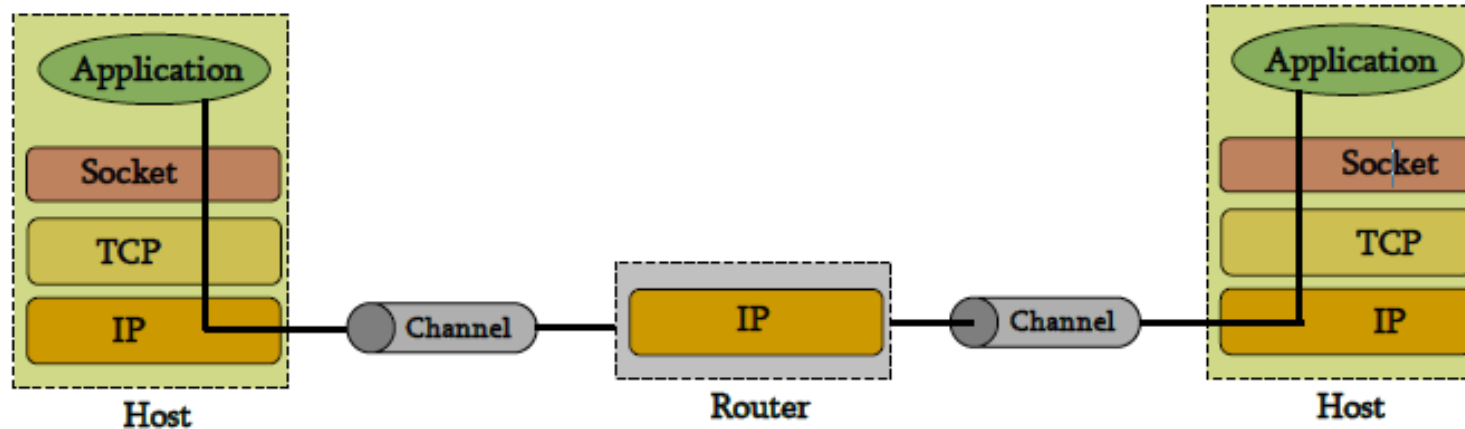 Application
Socket
TCP
IP
Host
Channel
IP
Router
Channel
Application
Socket
TCP
IP
Host